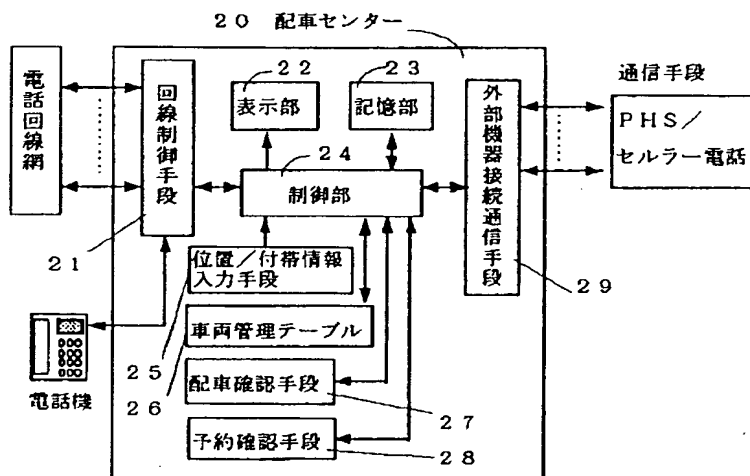 20 配車センター
電話回線網
回線制御手段
21
22
表示部
23
記憶部
24
制御部
位置/付帯情報
入力手段
25
車両管理テーブル
26
配車確認手段
27
予約確認手段
28
外部機器接続通信手段
29
通信手段
PHS/
セルラー電話
電話機